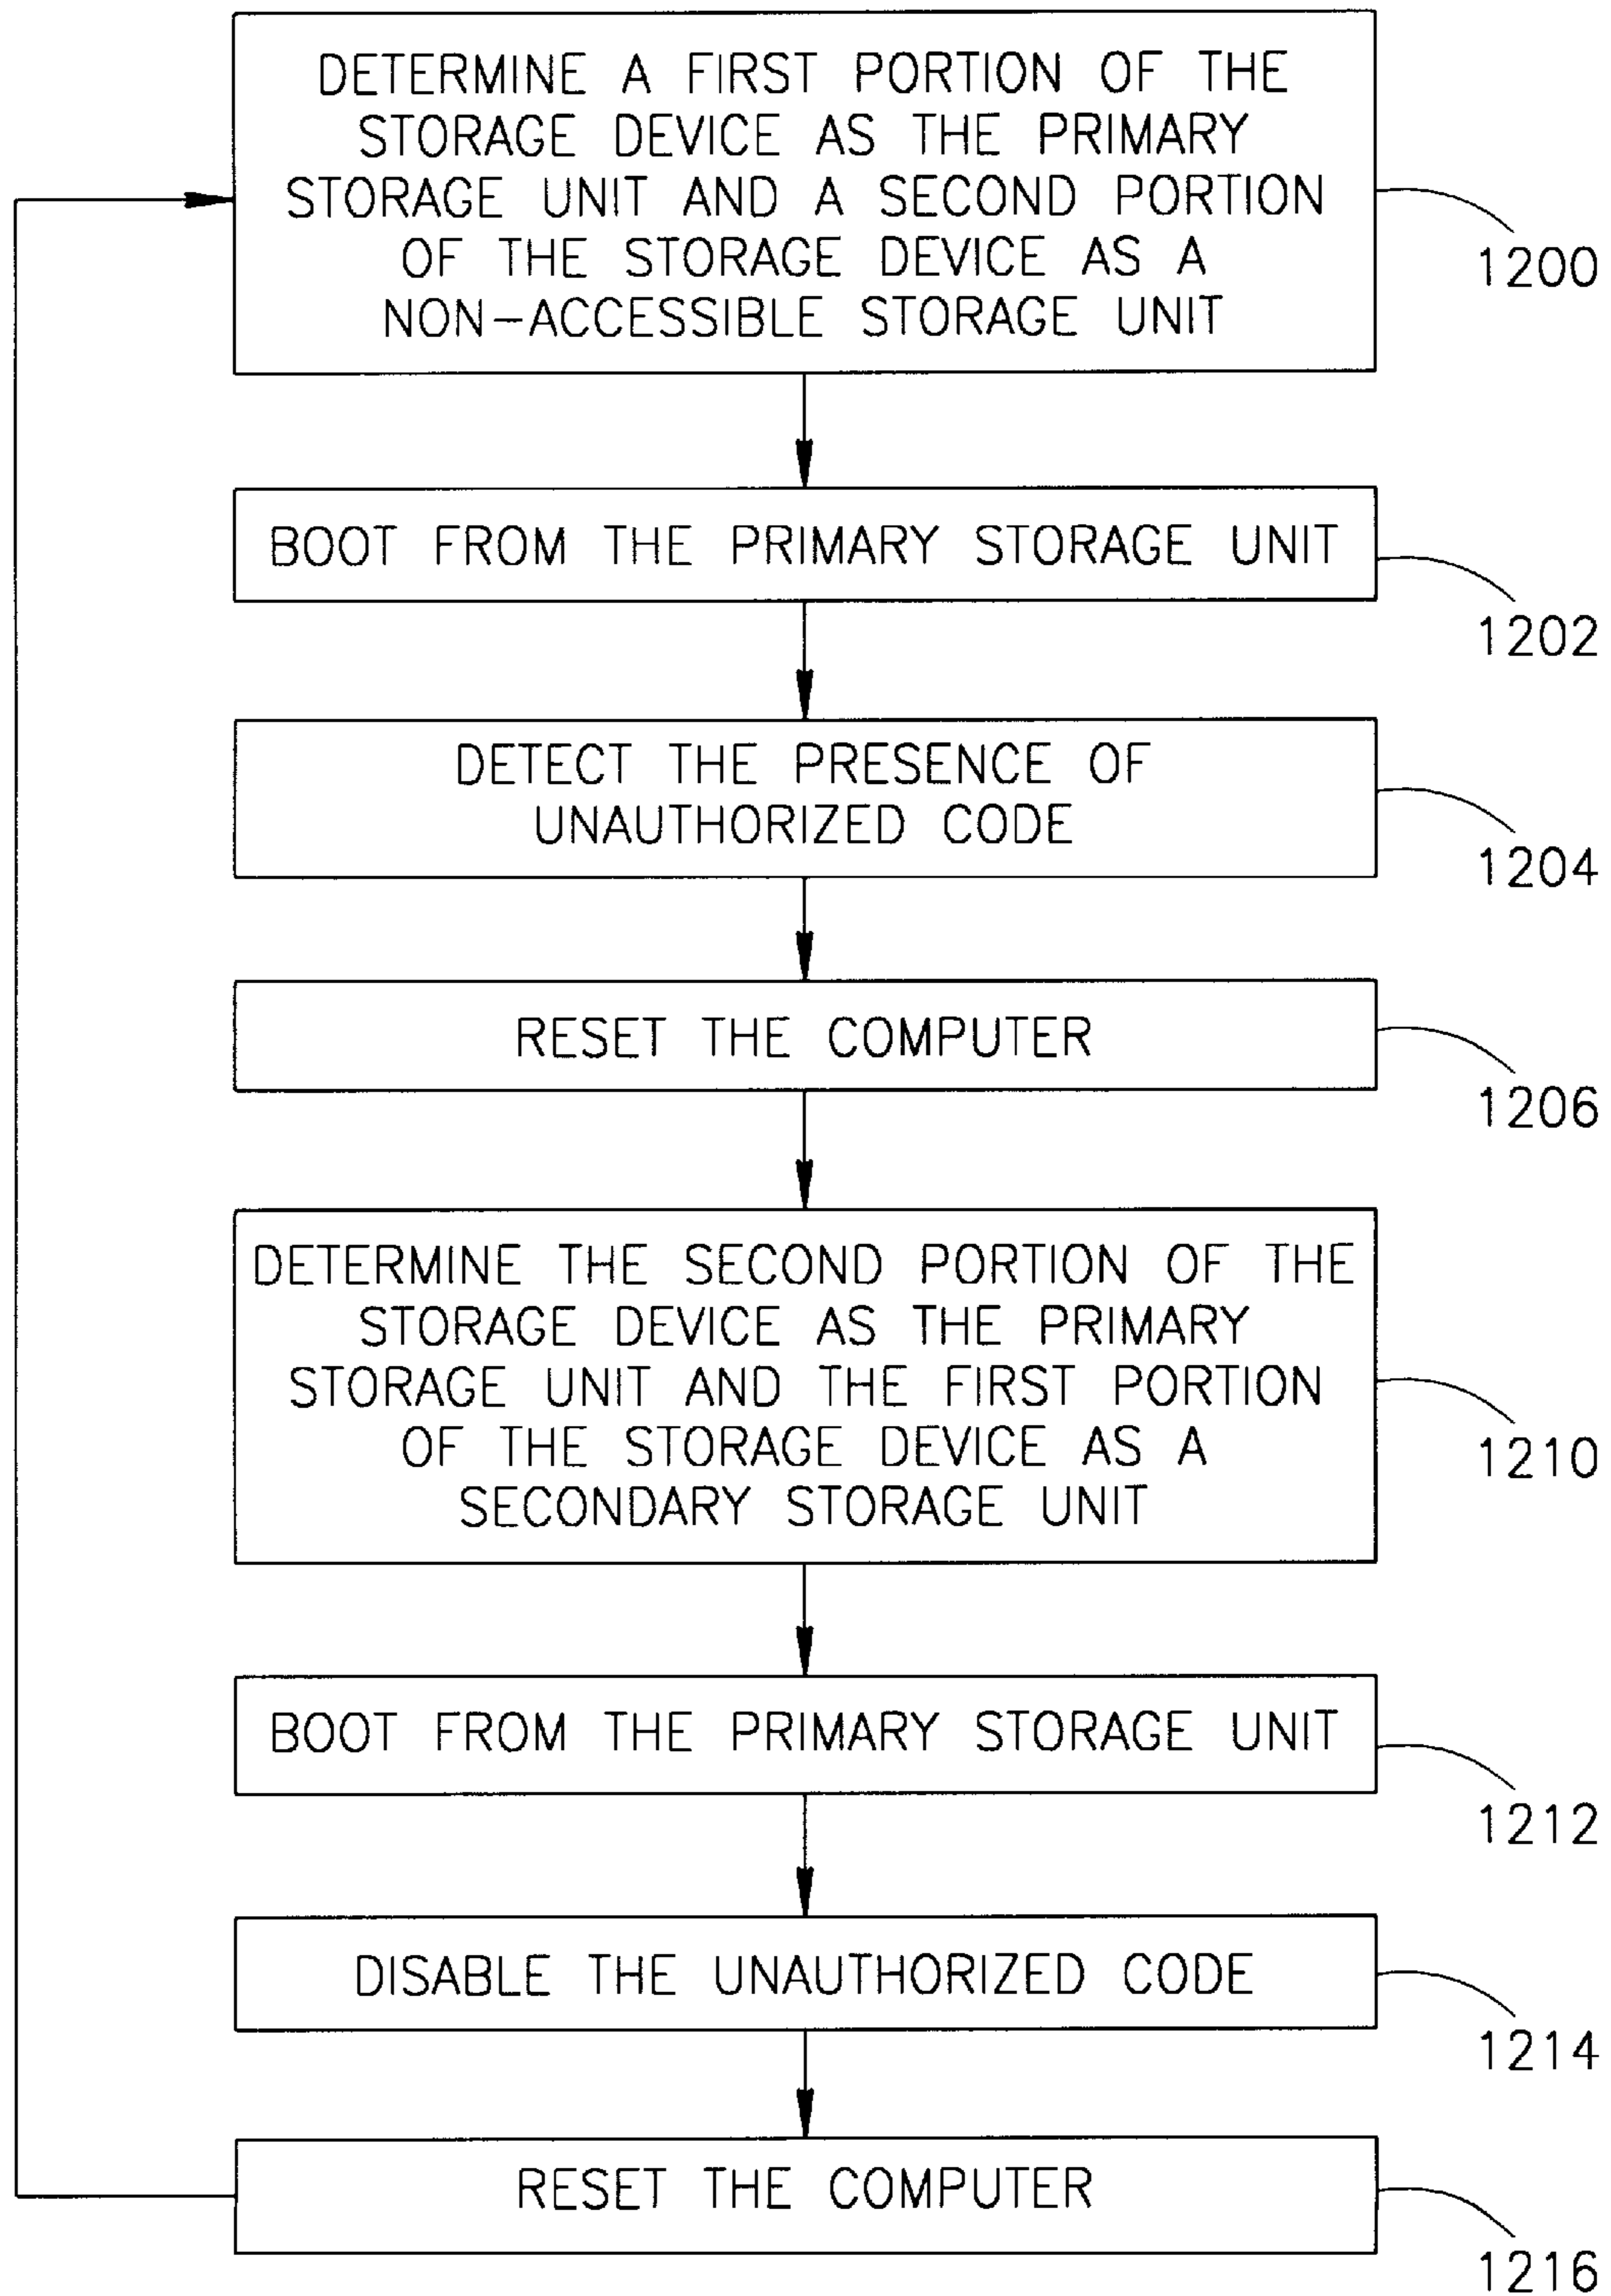 DETERMINE A FIRST PORTION OF THE
STORAGE DEVICE AS THE PRIMARY
STORAGE UNIT AND A SECOND PORTION
OF THE STORAGE DEVICE AS A
NON-ACCESSIBLE STORAGE UNIT
1200
BOOT FROM THE PRIMARY STORAGE UNIT
1202
DETECT THE PRESENCE OF
UNAUTHORIZED CODE
1204
RESET THE COMPUTER
1206
DETERMINE THE SECOND PORTION OF THE
STORAGE DEVICE AS THE PRIMARY
STORAGE UNIT AND THE FIRST PORTION
OF THE STORAGE DEVICE AS A
SECONDARY STORAGE UNIT
1210
BOOT FROM THE PRIMARY STORAGE UNIT
1212
DISABLE THE UNAUTHORIZED CODE
1214
RESET THE COMPUTER
1216